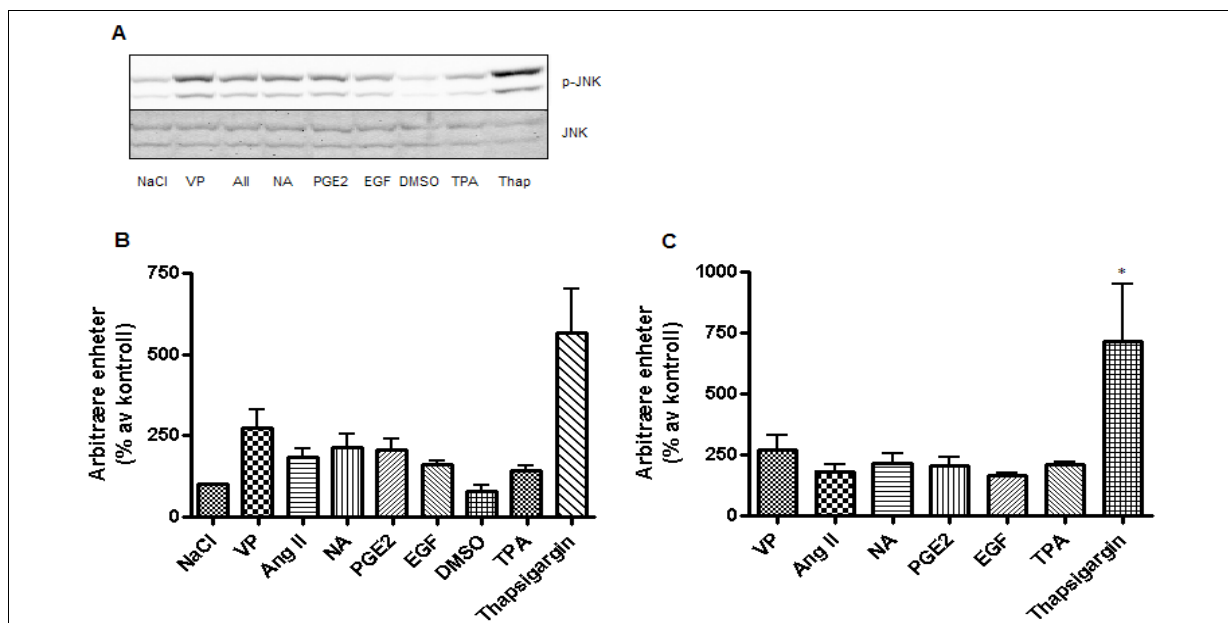 A
p-JNK
JNK
NaCl VP AII NA PGE2 EGF DMSO TPA Thap
B
Arbitrære enheter
(% av kontroll)
750
500
250
0
NaCl
VP
Ang II
NA
PGE2
EGF
DMSO
TPA
Thapsigargin
C
Arbitrære enheter
(% av kontroll)
1000
750
500
250
0
*
VP
Ang II
NA
PGE2
EGF
TPA
Thapsigargin